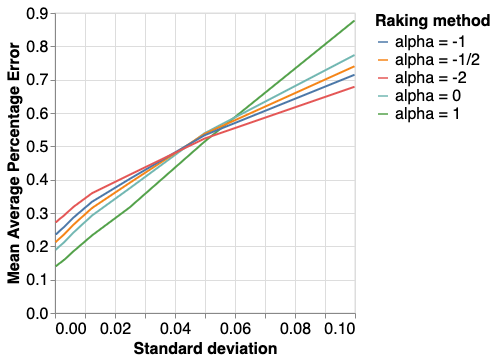 Raking method
alpha = -1
alpha = -1/2
alpha = -2
alpha = 0
alpha = 1
Mean Average Percentage Error
0.9
0.8
0.7
0.6
0.5
0.4
0.3
0.2
0.1
0.0
0.00 0.02 0.04 0.06 0.08 0.10
Standard deviation